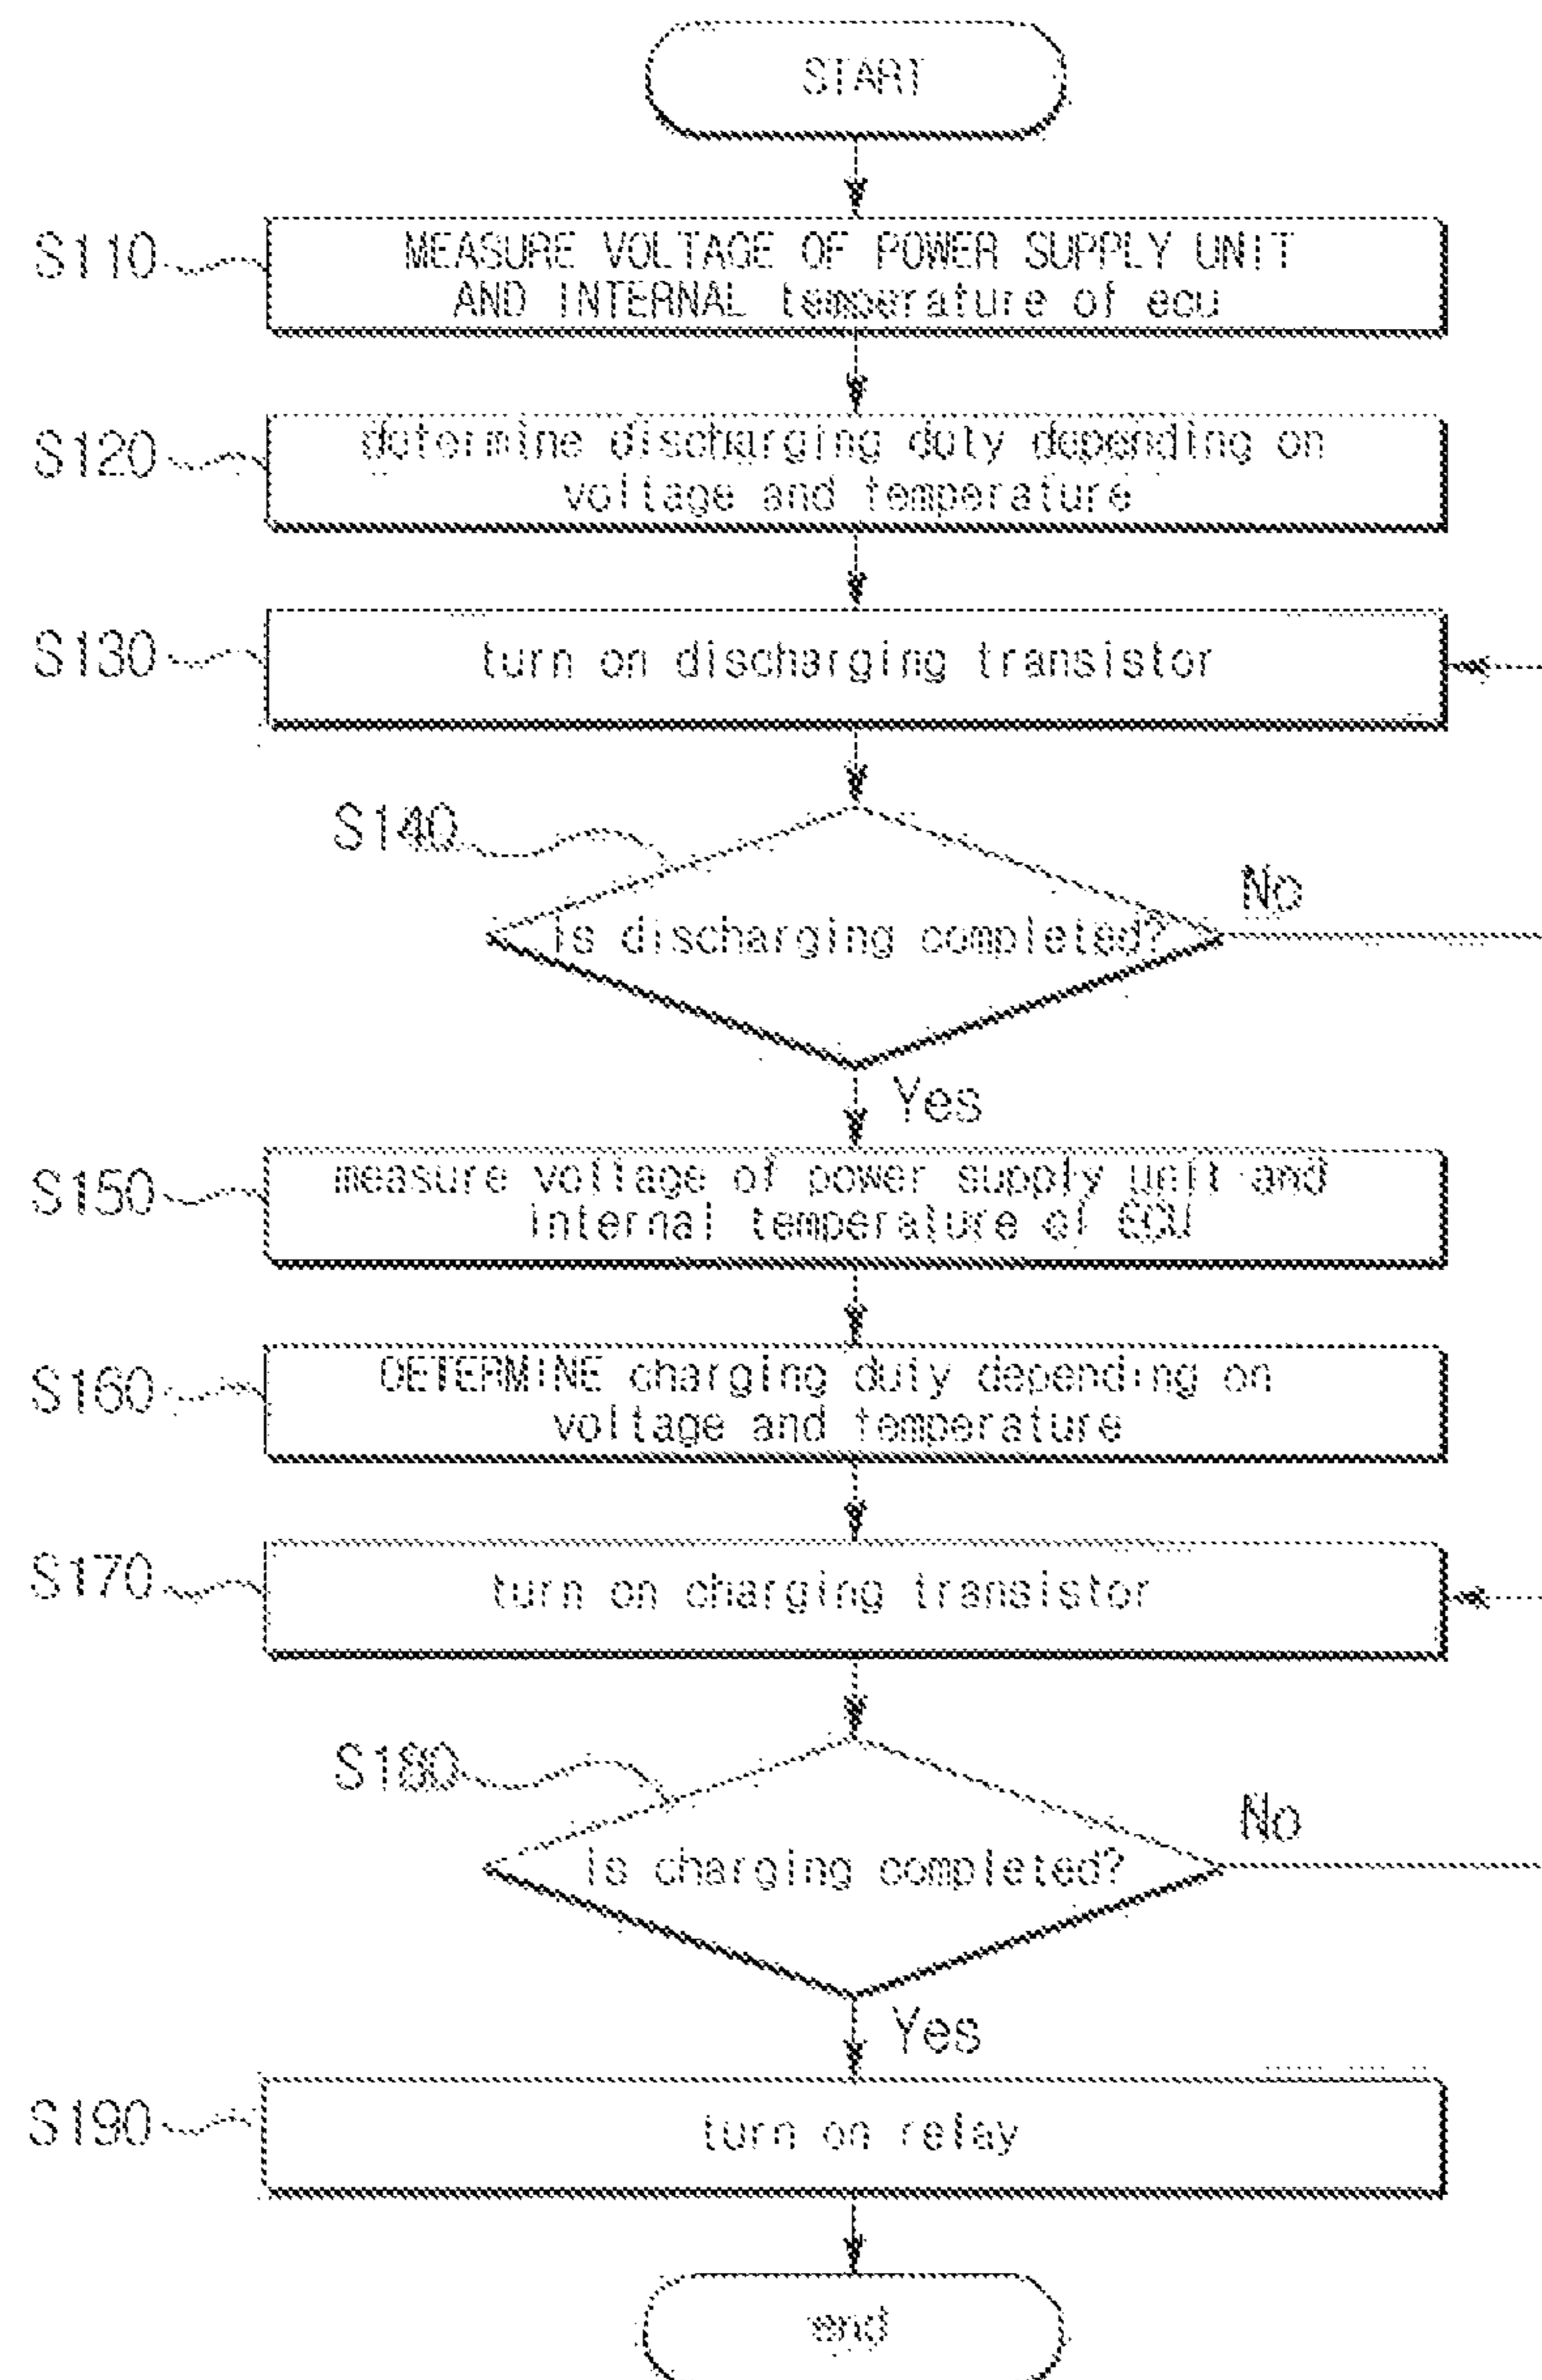 START
S110
MEASURE VOLTAGE OF POWER SUPPLY UNIT
AND INTERNAL temperature of ecu
S120
determine discharging duty depending on
voltage and temperature
S130
turn on discharging transistor
S140
is discharging completed?
No
Yes
S150
measure voltage of power supply unit and
internal temperature of ECU
S160
DETERMINE charging duty depending on
voltage and temperature
S170
turn on charging transistor
S180
is charging completed?
No
Yes
S190
turn on relay
end